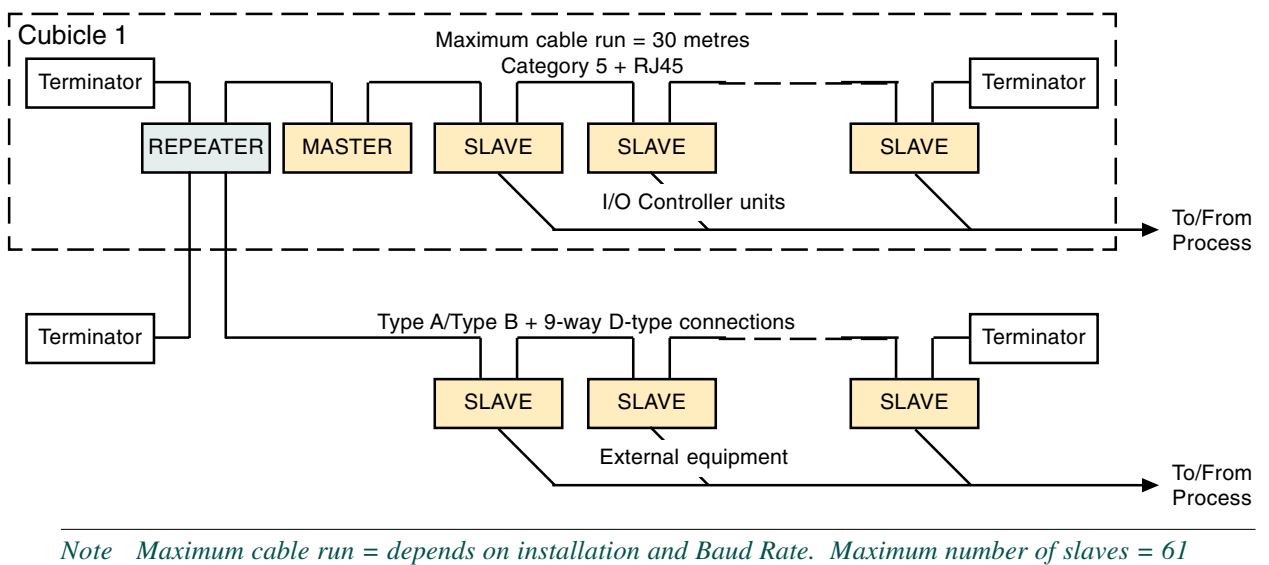 Cubicle 1
Maximum cable run = 30 metres
Category 5 + RJ45
Terminator
Terminator
REPEATER
MASTER
SLAVE
SLAVE
SLAVE
I/O Controller units
To/From
Process
Terminator
Type A/Type B + 9-way D-type connections
Terminator
SLAVE
SLAVE
SLAVE
External equipment
To/From
Process
Note Maximum cable run = depends on installation and Baud Rate. Maximum number of slaves = 61